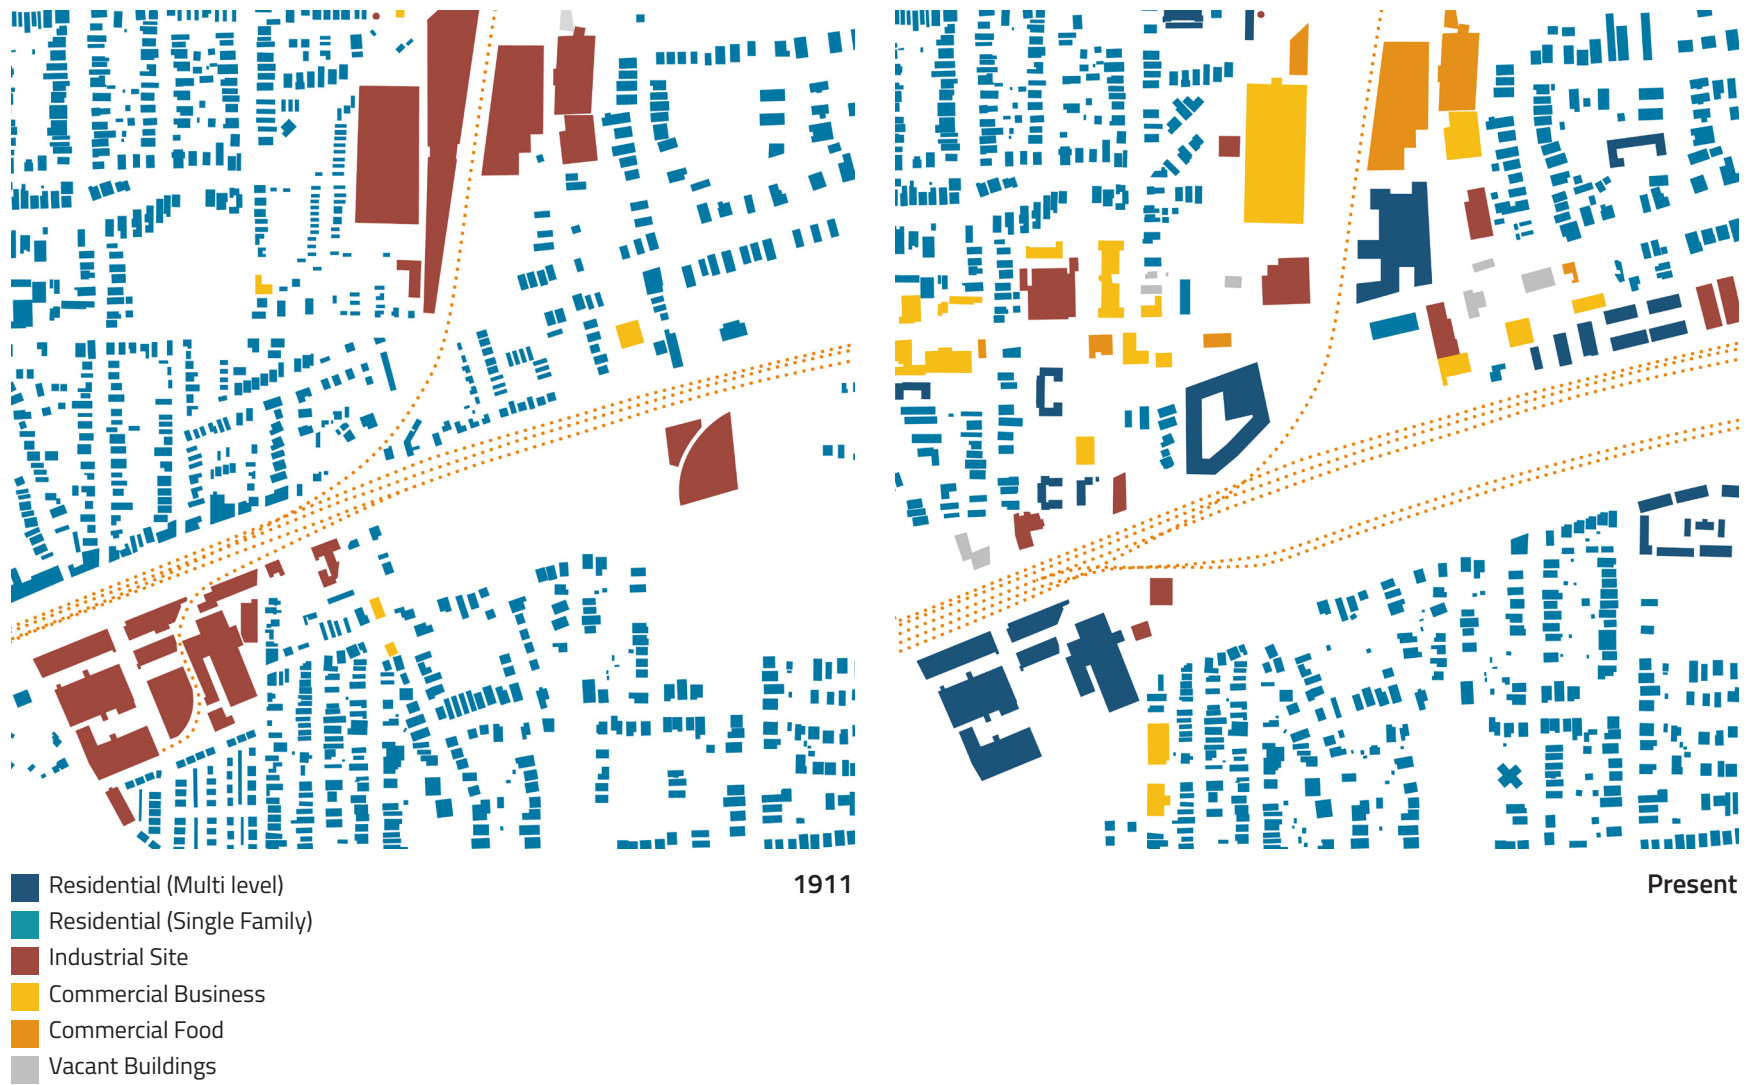 Residential (Multi level)
1911
Present
Residential (Single Family)
Industrial Site
Commercial Business
Commercial Food
Vacant Buildings